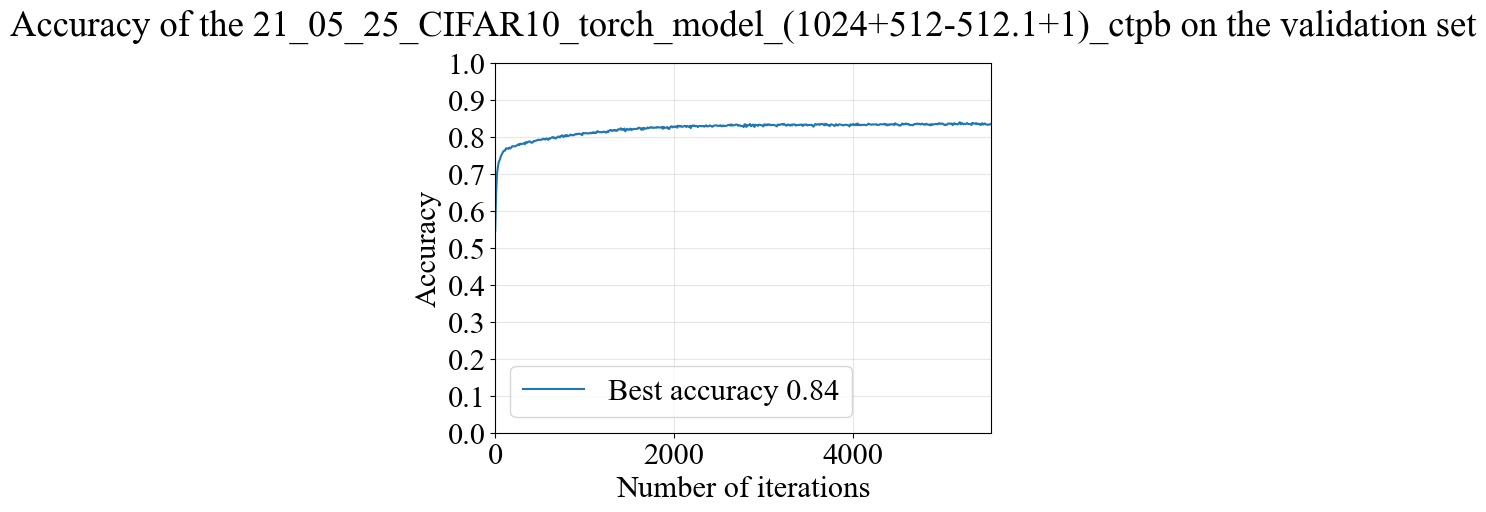 Accuracy of the 21_05_25_CIFAR10_torch_model_(1024+512-512.1+1)_ctpb on the validation set
1.0
0.9
0.8
0.7
0.6
0.5
0.4
0.3
0.2
0.1
0.0
Accuracy
Best accuracy 0.84
0 2000 4000
Number of iterations